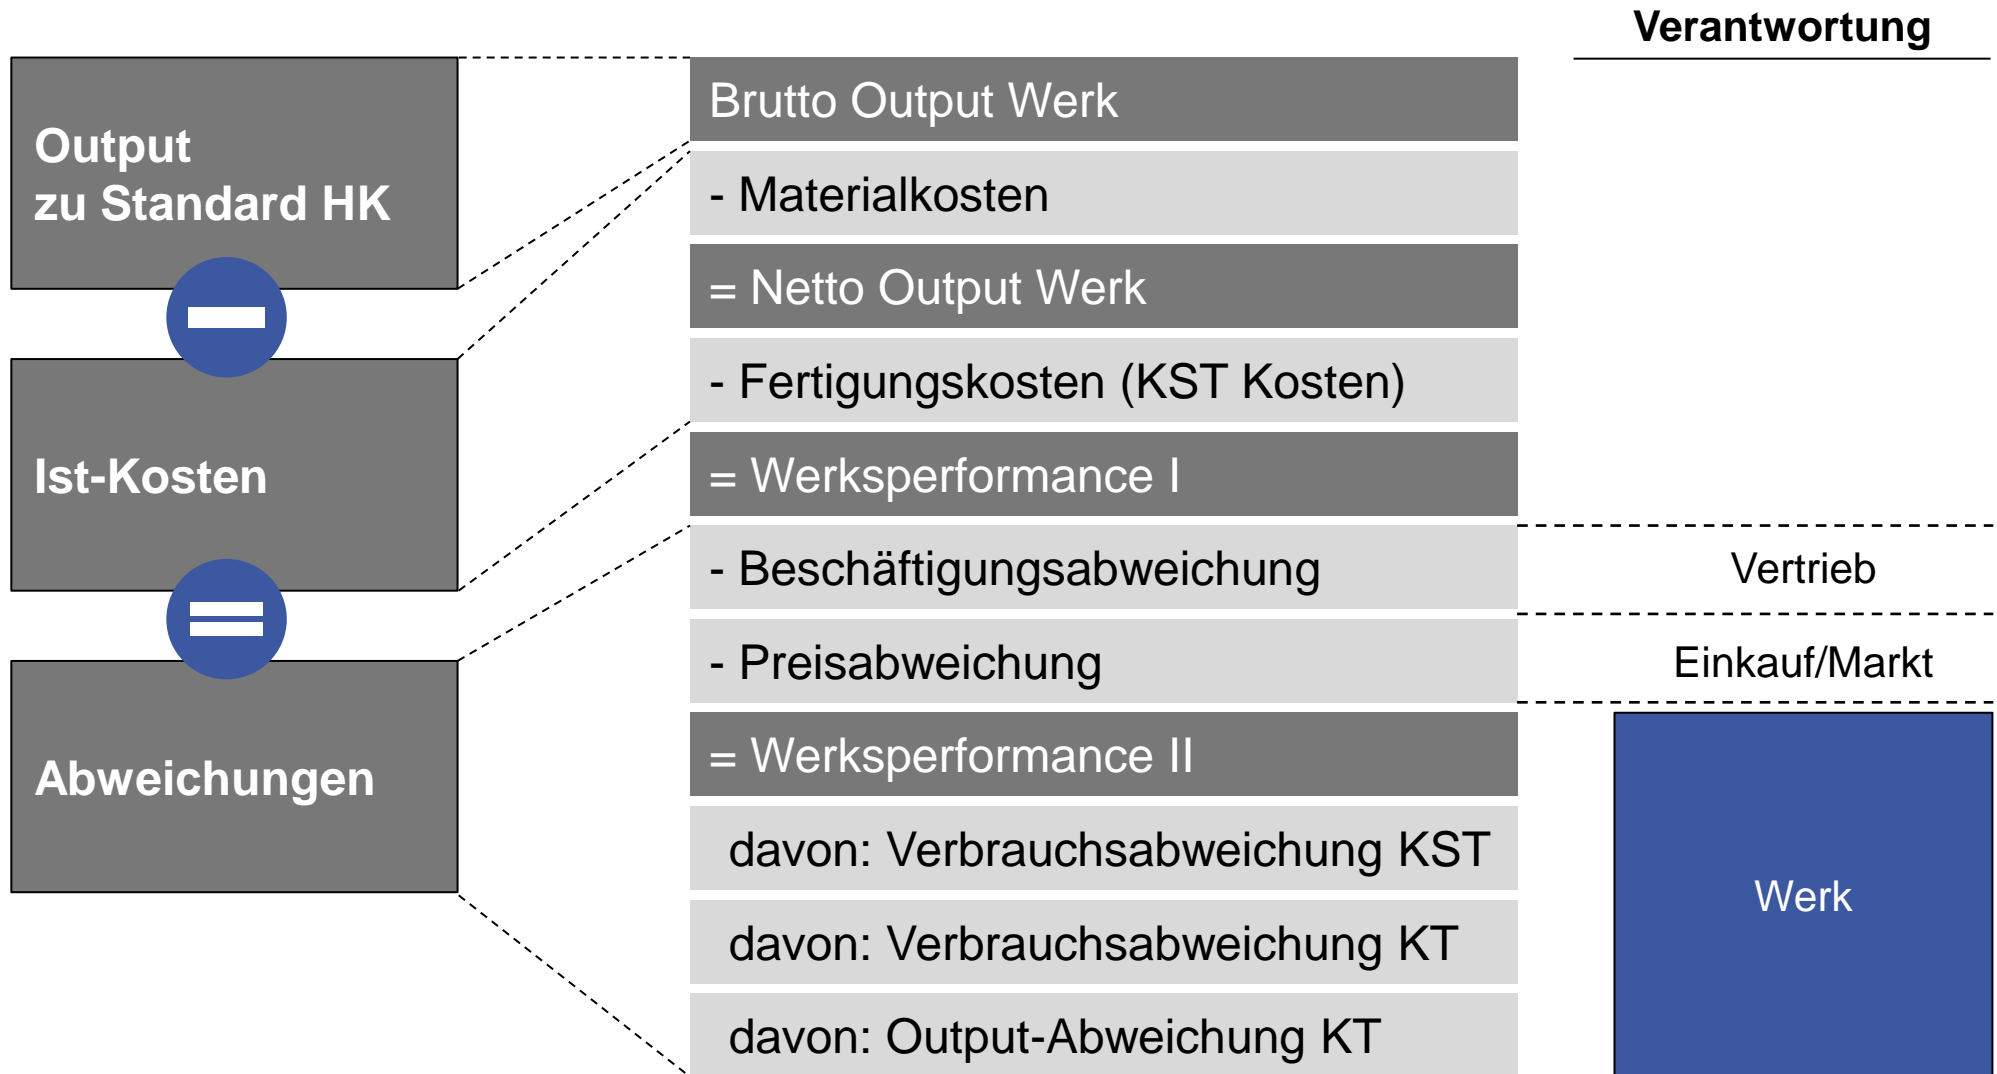 Verantwortung
Output
zu Standard HK
Ist-Kosten
Abweichungen
Brutto Output Werk
- Materialkosten
= Netto Output Werk
- Fertigungskosten (KST Kosten)
= Werksperformance I
- Beschäftigungsabweichung
Vertrieb
- Preisabweichung
Einkauf/Markt
= Werksperformance II
davon: Verbrauchsabweichung KST
davon: Verbrauchsabweichung KT
davon: Output-Abweichung KT
Werk